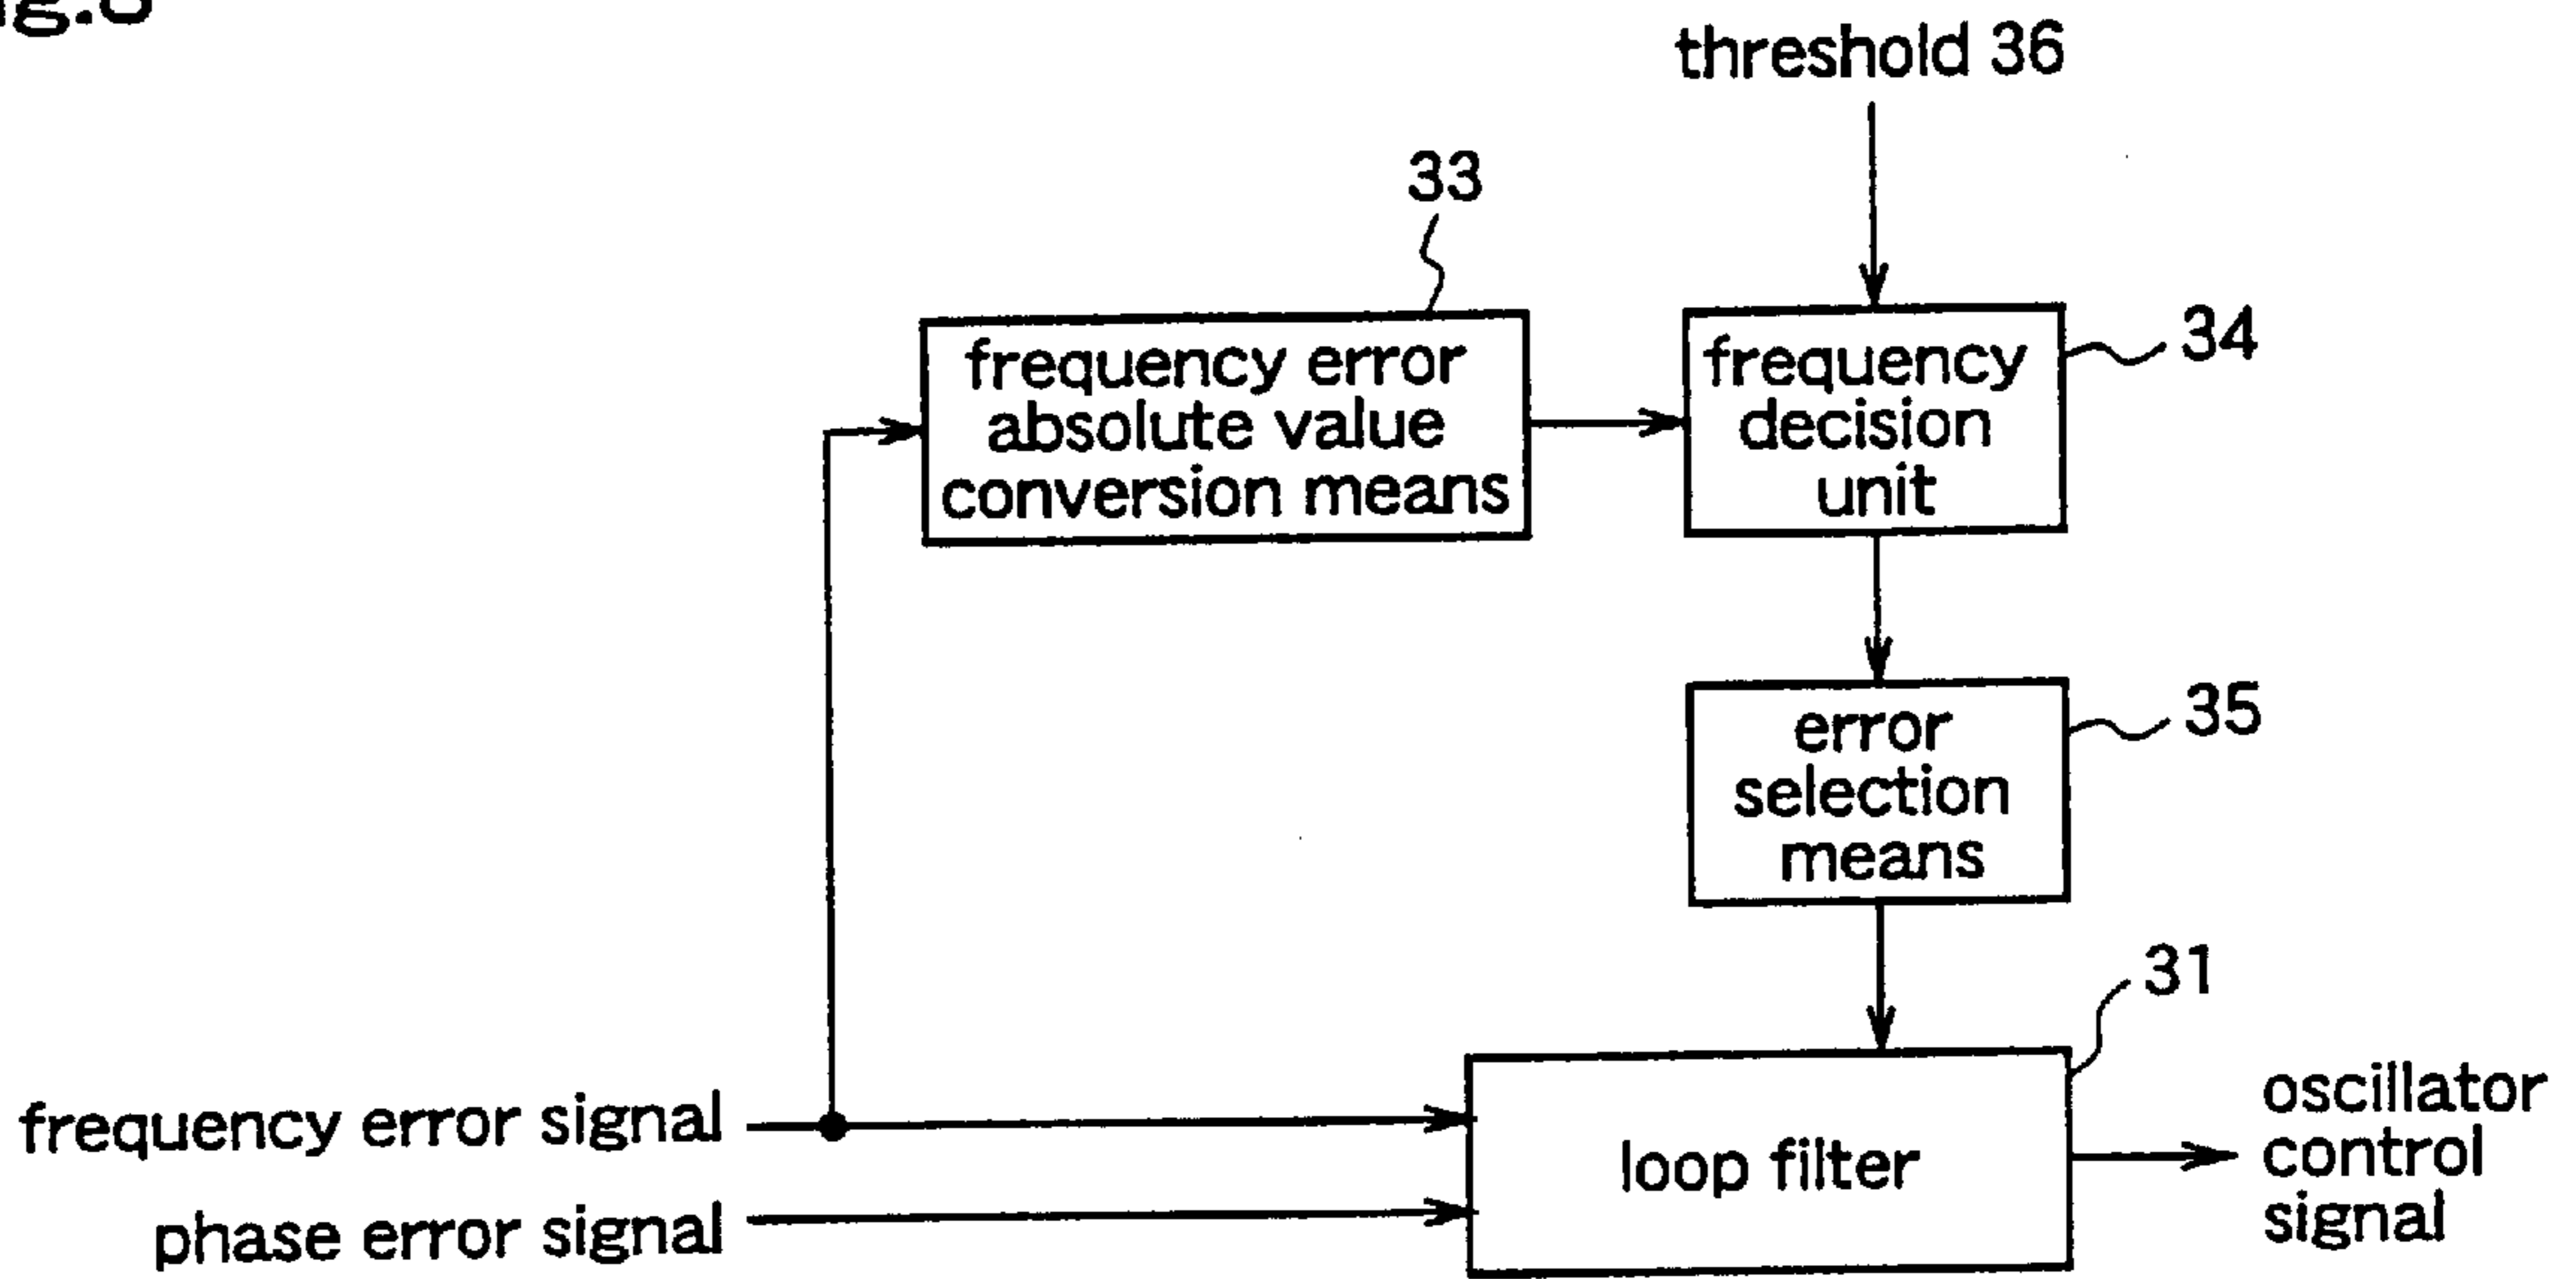 threshold 36
33
frequency error
absolute value
conversion means
frequency
decision
unit
34
error
selection
means
35
31
frequency error signal
phase error signal
loop filter
oscillator
control
signal